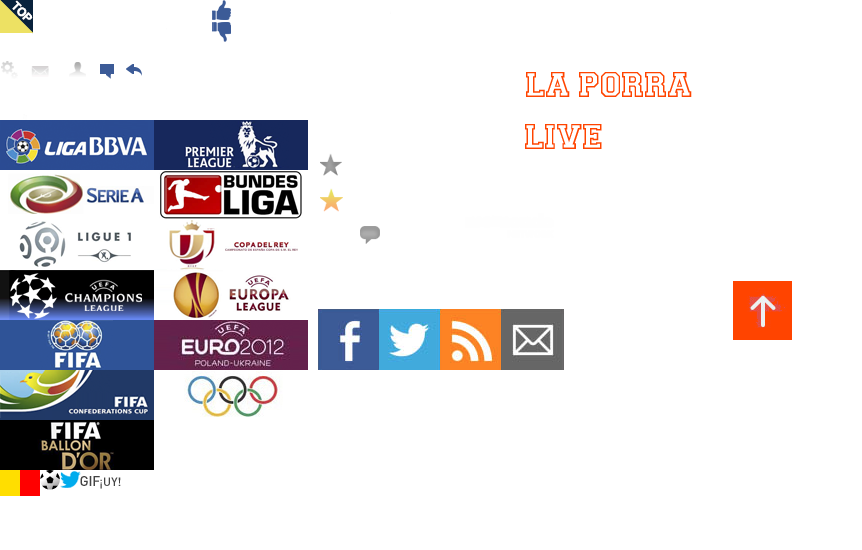 TOP
LA PORRA
LIVE
LIGA BBVA
PREMIER
LEAGUE
SERIE A
BUNDES
LIGA
LIGUE 1
COPA DEL REY
UEFA
CHAMPIONS
LEAGUE
UEFA
EUROPA
LEAGUE
FIFA
UEFA
EURO2012
POLAND-UKRAINE
FIFA
CONFEDERATIONS CUP
FIFA
BALLON
D'OR
GIF ¡UY!